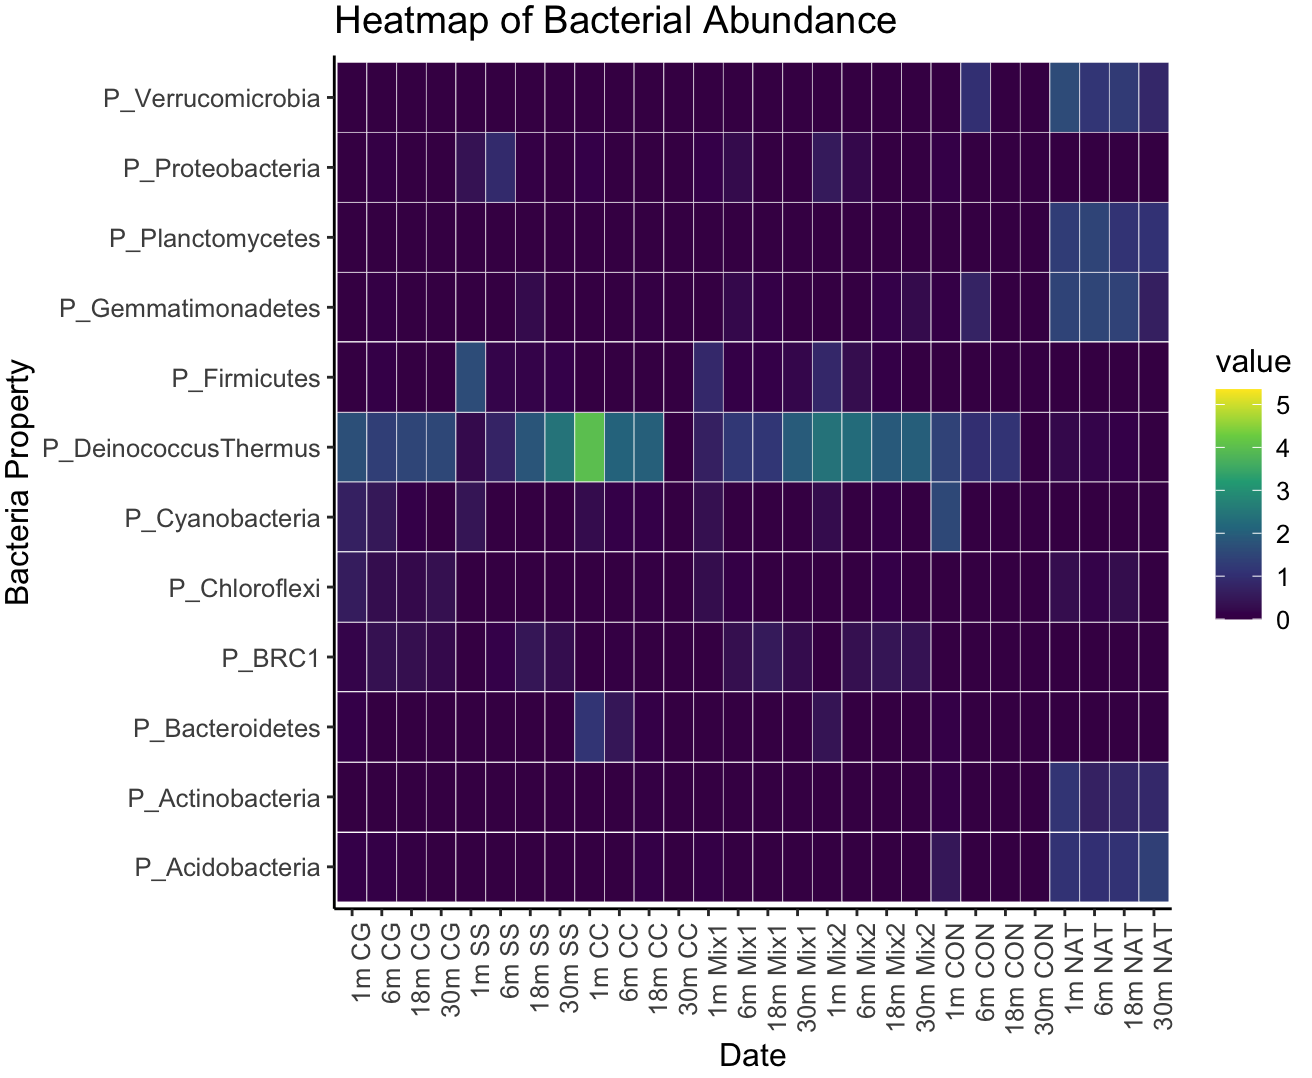 Heatmap of Bacterial Abundance
Bacteria Property
P_Verrucomicrobia
P_Proteobacteria
P_Planctomycetes
P_Gemmatimonadetes
P_Firmicutes
P_DeinococcusThermus
P_Cyanobacteria
P_Chloroflexi
P_BRC1
P_Bacteroidetes
P_Actinobacteria
P_Acidobacteria
1m CG
6m CG
18m CG
30m CG
1m SS
6m SS
18m SS
30m SS
1m CC
6m CC
18m CC
30m CC
1m Mix1
6m Mix1
18m Mix1
30m Mix1
1m Mix2
6m Mix2
18m Mix2
30m Mix2
1m CON
6m CON
18m CON
30m CON
1m NAT
6m NAT
18m NAT
30m NAT
Date
value
5
4
3
2
1
0